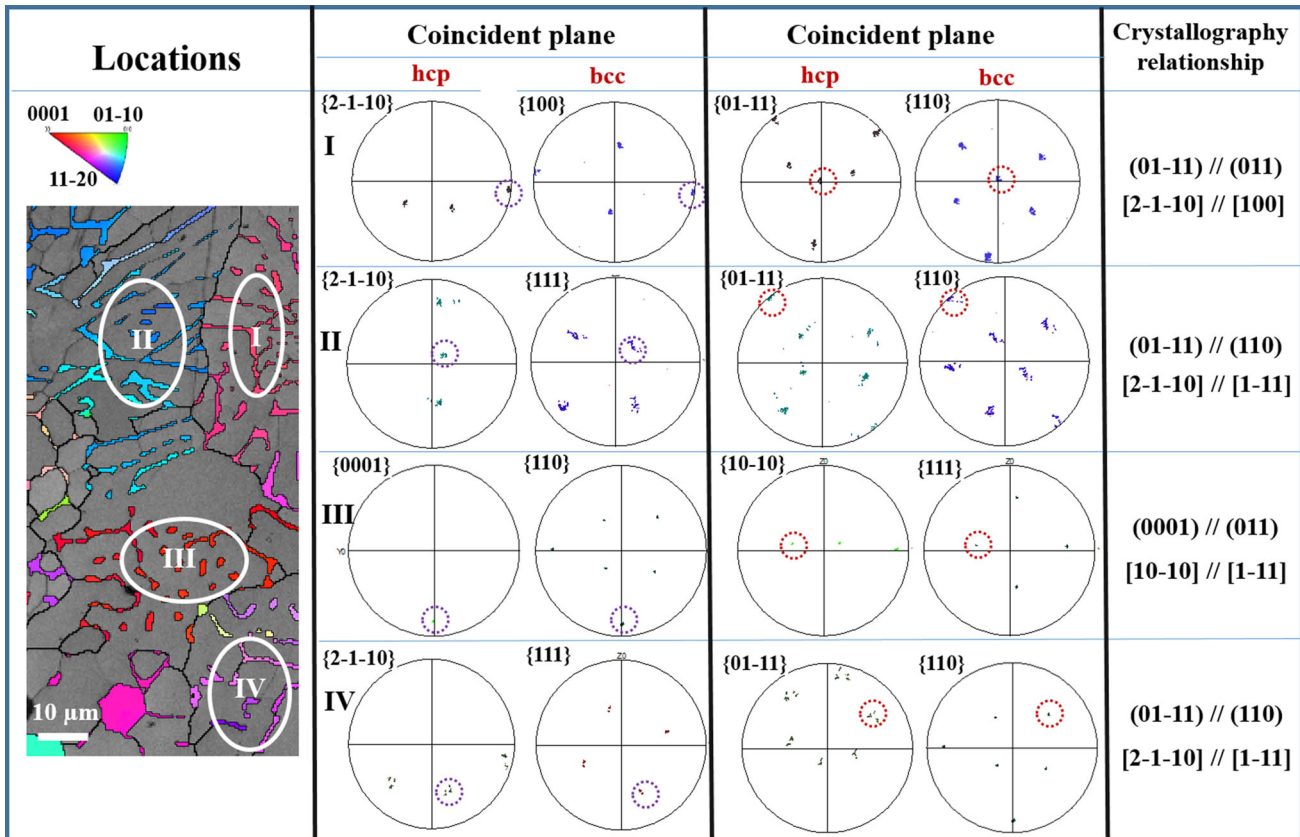 Locations
Coincident plane
Coincident plane
Crystallography
relationship
hcp
bcc
hcp
bcc
0001 01-10
11-20
I
II
III
IV
10 µm
I
{2-1-10}
{100}
{01-11}
{110}
(01-11) // (011)
[2-1-10] // [100]
II
{2-1-10}
{111}
{01-11}
{110}
(01-11) // (110)
[2-1-10] // [1-11]
III
{0001}
{110}
{10-10}
{111}
Y0
Z0
Z0
(0001) // (011)
[10-10] // [1-11]
IV
{2-1-10}
{111}
{01-11}
{110}
Z0
(01-11) // (110)
[2-1-10] // [1-11]